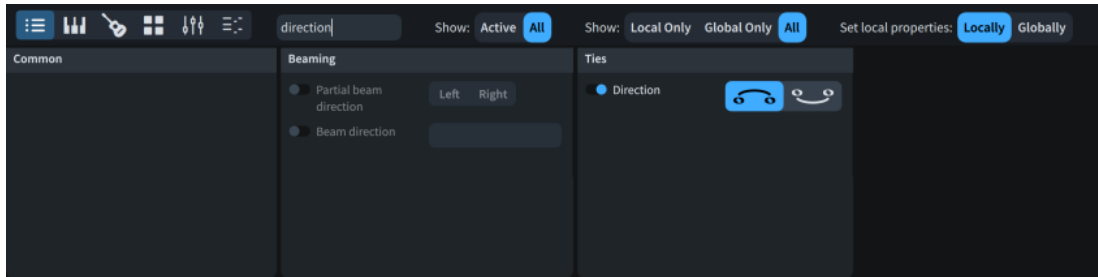 direction
Show: Active All
Show: Local Only Global Only All
Set local properties: Locally Globally
Common
Beaming
Ties
Partial beam
direction
Left Right
Beam direction
Direction